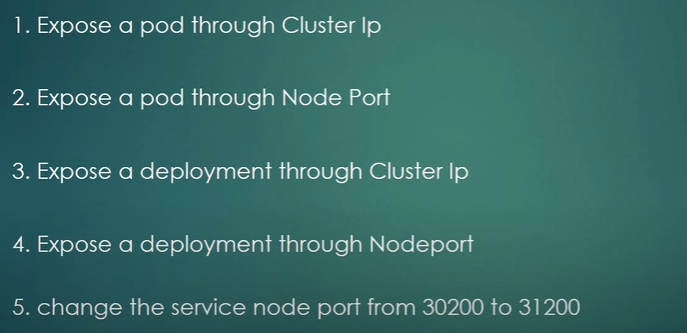 1. Expose a pod through Cluster Ip
2. Expose a pod through Node Port
3. Expose a deployment through Cluster Ip
4. Expose a deployment through Nodeport
5. change the service node port from 30200 to 31200